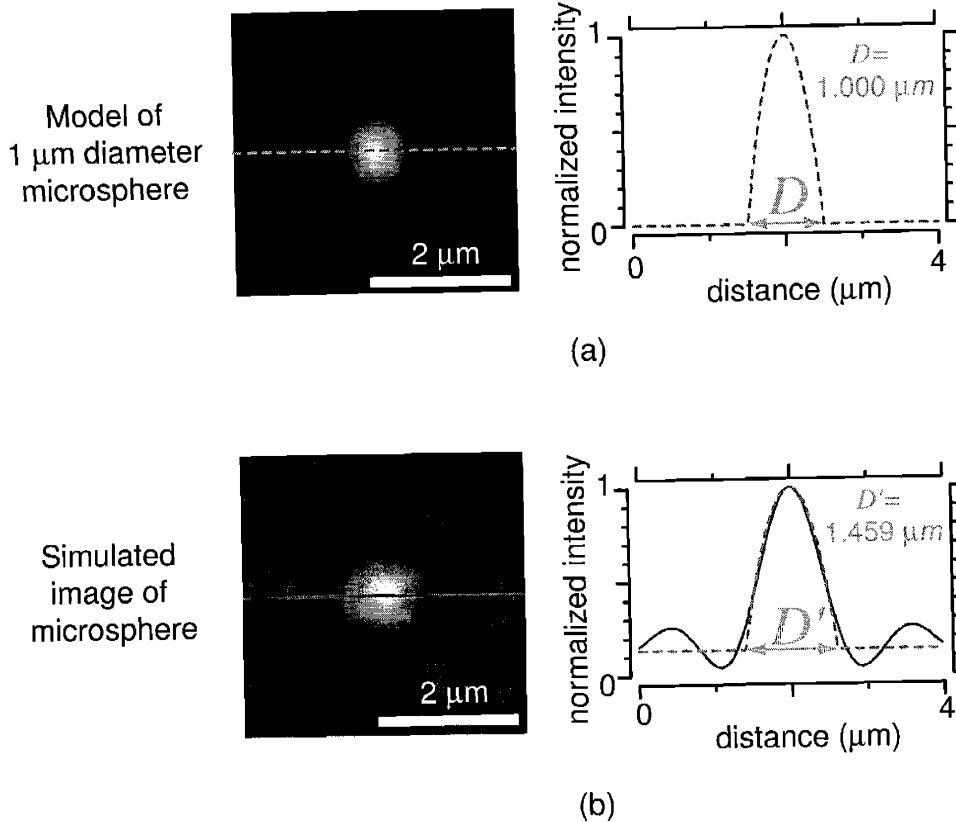 Model of
1 μm diameter
microsphere
2 μm
normalized intensity
1
0
D=
1.000 μm
D
0
4
distance (μm)
(a)
Simulated
image of
microsphere
2 μm
normalized intensity
1
0
D'=
1.459 μm
D'
0
4
distance (μm)
(b)